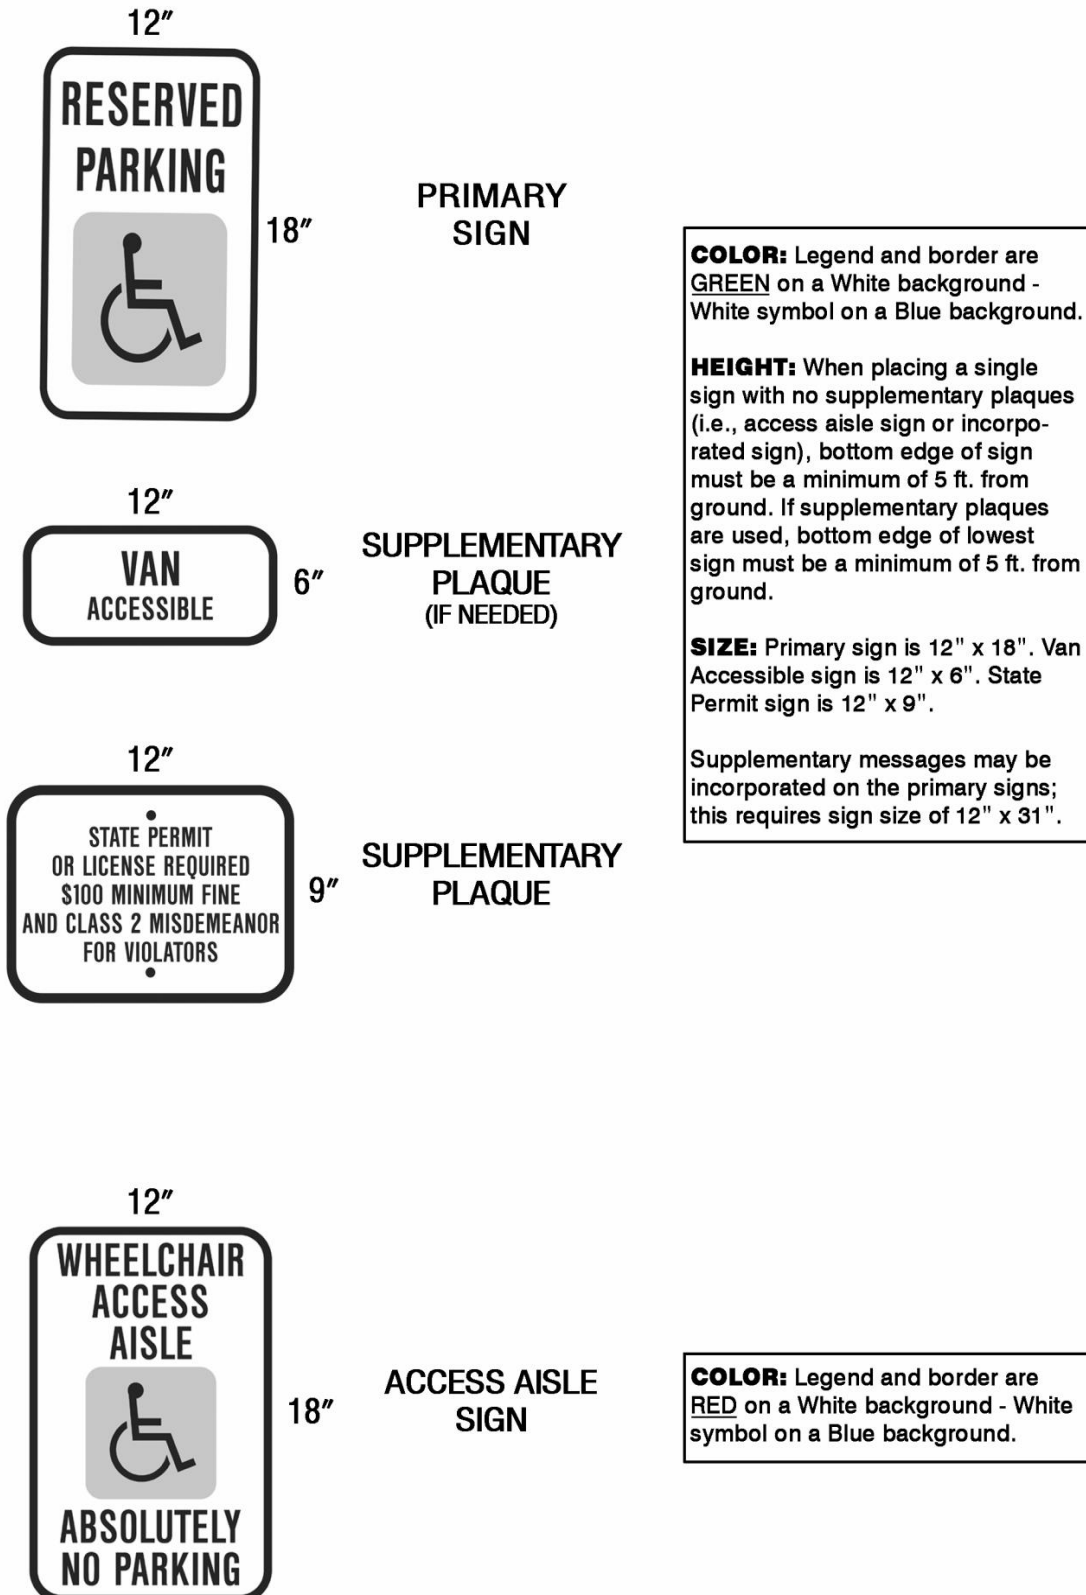 12″
RESERVED
PARKING
18″
PRIMARY
SIGN
12″
VAN
ACCESSIBLE
6″
SUPPLEMENTARY
PLAQUE
(IF NEEDED)
12″
STATE PERMIT
OR LICENSE REQUIRED
$100 MINIMUM FINE
AND CLASS 2 MISDEMEANOR
FOR VIOLATORS
9″
SUPPLEMENTARY
PLAQUE
COLOR: Legend and border are
GREEN on a White background -
White symbol on a Blue background.
HEIGHT: When placing a single
sign with no supplementary plaques
(i.e., access aisle sign or incorpo-
rated sign), bottom edge of sign
must be a minimum of 5 ft. from
ground. If supplementary plaques
are used, bottom edge of lowest
sign must be a minimum of 5 ft. from
ground.
SIZE: Primary sign is 12" x 18". Van
Accessible sign is 12" x 6". State
Permit sign is 12" x 9".
Supplementary messages may be
incorporated on the primary signs;
this requires sign size of 12" x 31".
12″
WHEELCHAIR
ACCESS
AISLE
ABSOLUTELY
NO PARKING
18″
ACCESS AISLE
SIGN
COLOR: Legend and border are
RED on a White background - White
symbol on a Blue background.